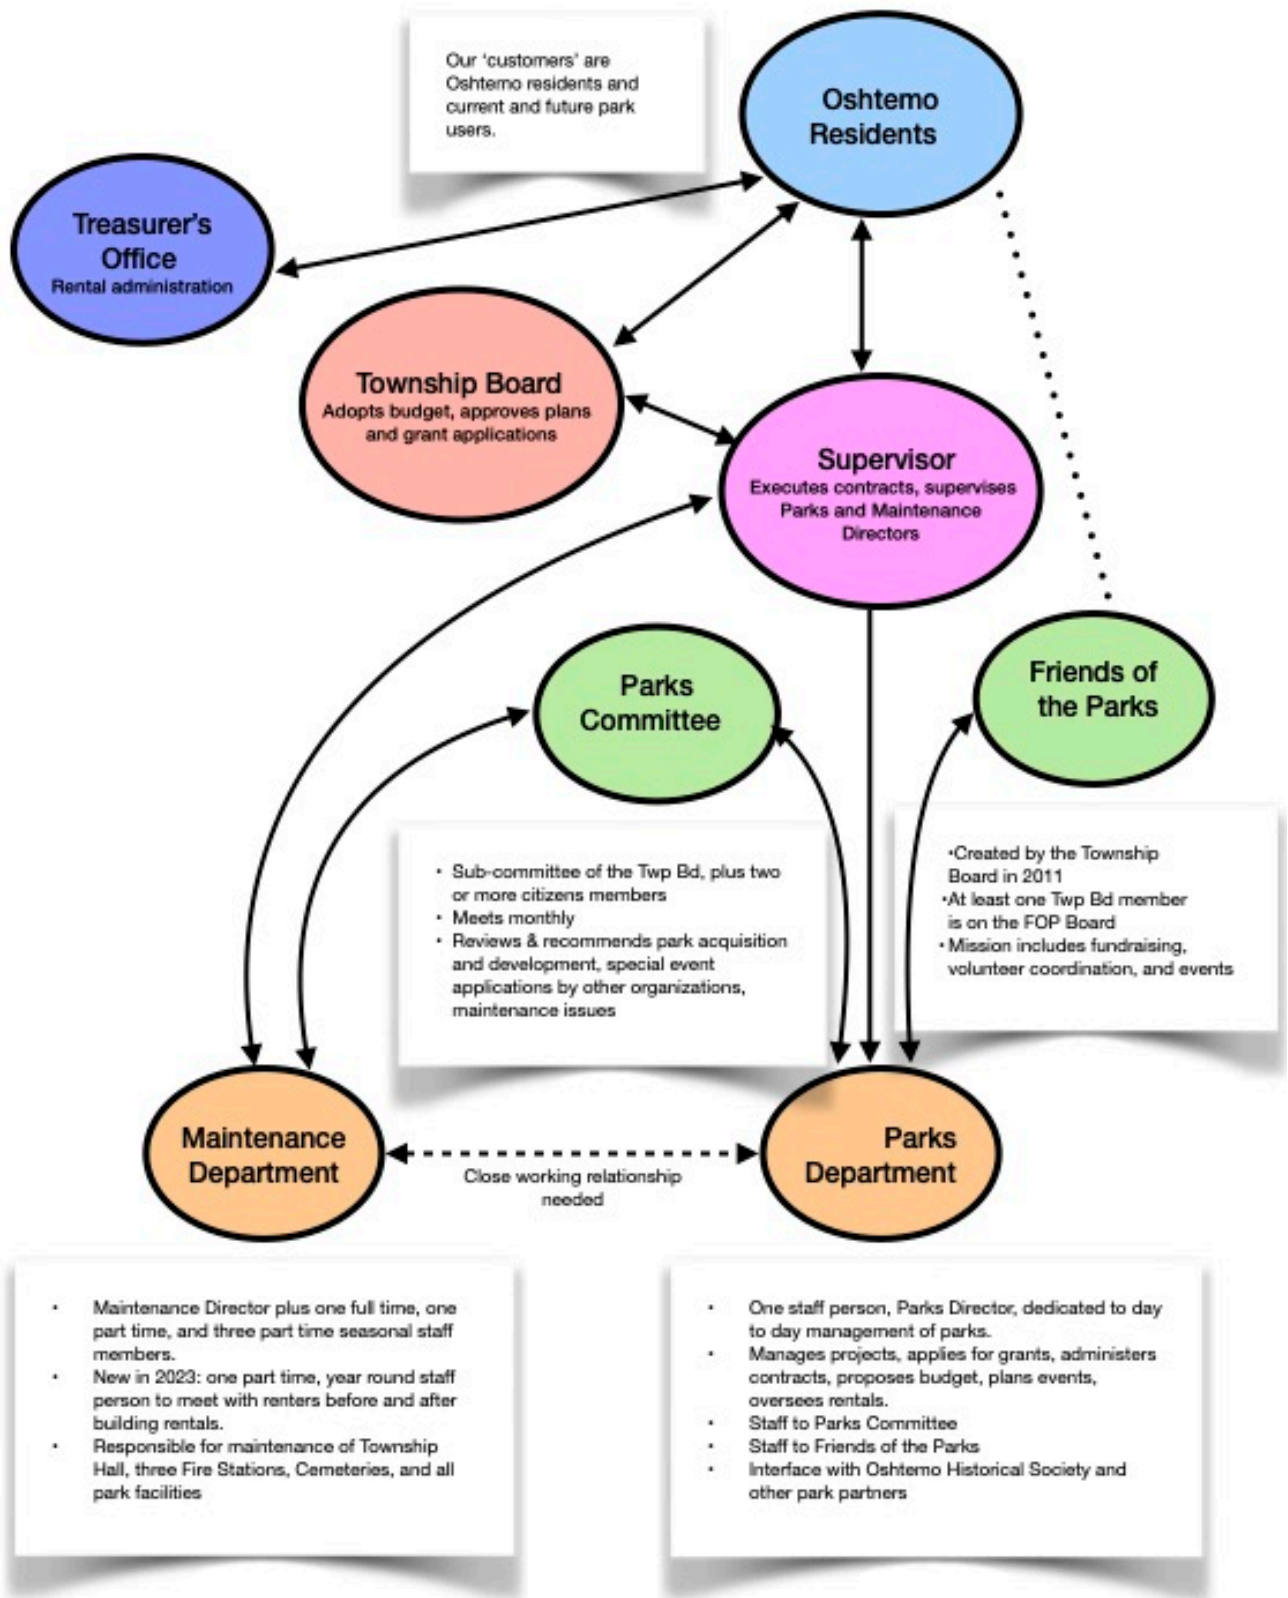 Our 'customers' are
Oshtemo residents and
current and future park
users.
Oshtemo
Residents
Treasurer's
Office
Rental administration
Township Board
Adopts budget, approves plans
and grant applications
Supervisor
Executes contracts, supervises
Parks and Maintenance
Directors
Parks
Committee
Friends of
the Parks
• Sub-committee of the Twp Bd, plus two
or more citizens members
• Meets monthly
• Reviews & recommends park acquisition
and development, special event
applications by other organizations,
maintenance issues
•Created by the Township
Board in 2011
•At least one Twp Bd member
is on the FOP Board
• Mission includes fundraising,
volunteer coordination, and events
Maintenance
Department
Close working relationship
needed
Parks
Department
• Maintenance Director plus one full time, one
part time, and three part time seasonal staff
members.
• New in 2023: one part time, year round staff
person to meet with renters before and after
building rentals.
• Responsible for maintenance of Township
Hall, three Fire Stations, Cemeteries, and all
park facilities
• One staff person, Parks Director, dedicated to day
to day management of parks.
• Manages projects, applies for grants, administers
contracts, proposes budget, plans events,
oversees rentals.
• Staff to Parks Committee
• Staff to Friends of the Parks
• Interface with Oshtemo Historical Society and
other park partners